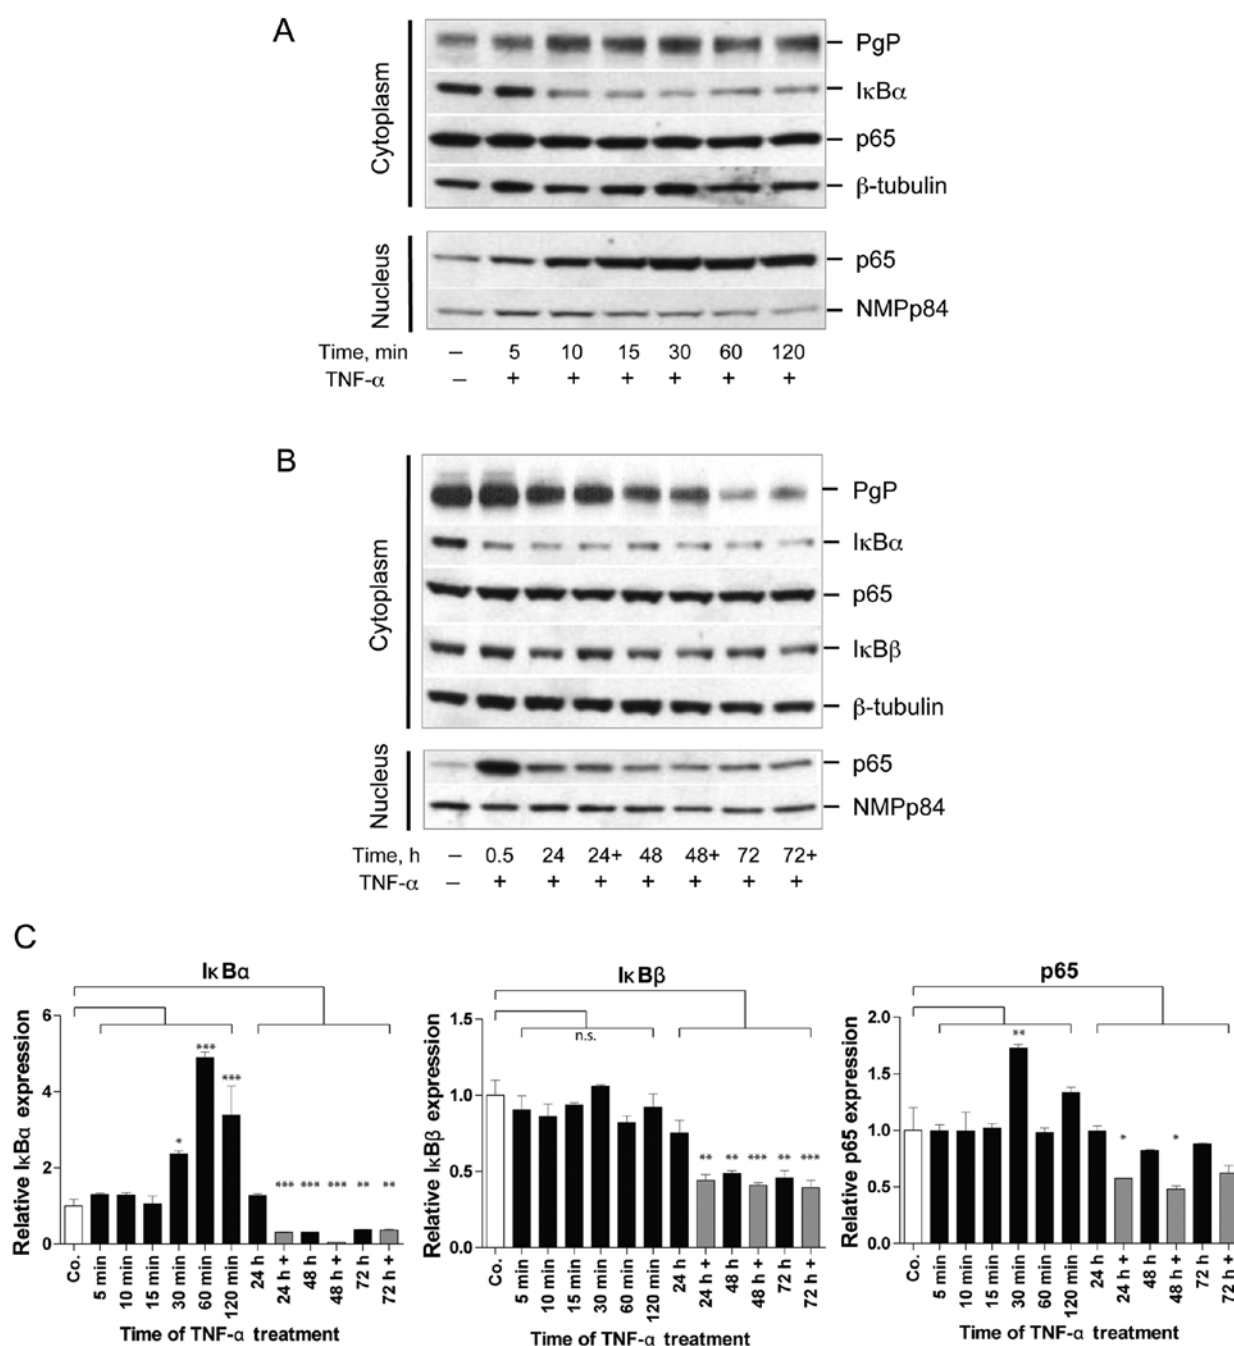 A
Cytoplasm
PgP
IκBα
p65
β-tubulin
Nucleus
p65
NMPp84
Time, min – 5 10 15 30 60 120
TNF-α – + + + + + +
B
Cytoplasm
PgP
IκBα
p65
IκBβ
β-tubulin
Nucleus
p65
NMPp84
Time, h – 0.5 24 24+ 48 48+ 72 72+
TNF-α – + + + + + + +
C
IκBα
Relative IκBα expression
6
4
2
0
* *** *** *** *** *** ** **
Co. 5 min 10 min 15 min 30 min 60 min 120 min 24 h 24 h + 48 h 48 h + 72 h 72 h +
Time of TNF-α treatment
IκBβ
Relative IκBβ expression
1.5
1.0
0.5
0.0
n.s.
** ** *** ** ***
Co. 5 min 10 min 15 min 30 min 60 min 120 min 24 h 24 h + 48 h 48 h + 72 h 72 h +
Time of TNF-α treatment
p65
Relative p65 expression
2.0
1.5
1.0
0.5
0.0
** * *
Co. 5 min 10 min 15 min 30 min 60 min 120 min 24 h 24 h + 48 h 48 h + 72 h 72 h +
Time of TNF-α treatment